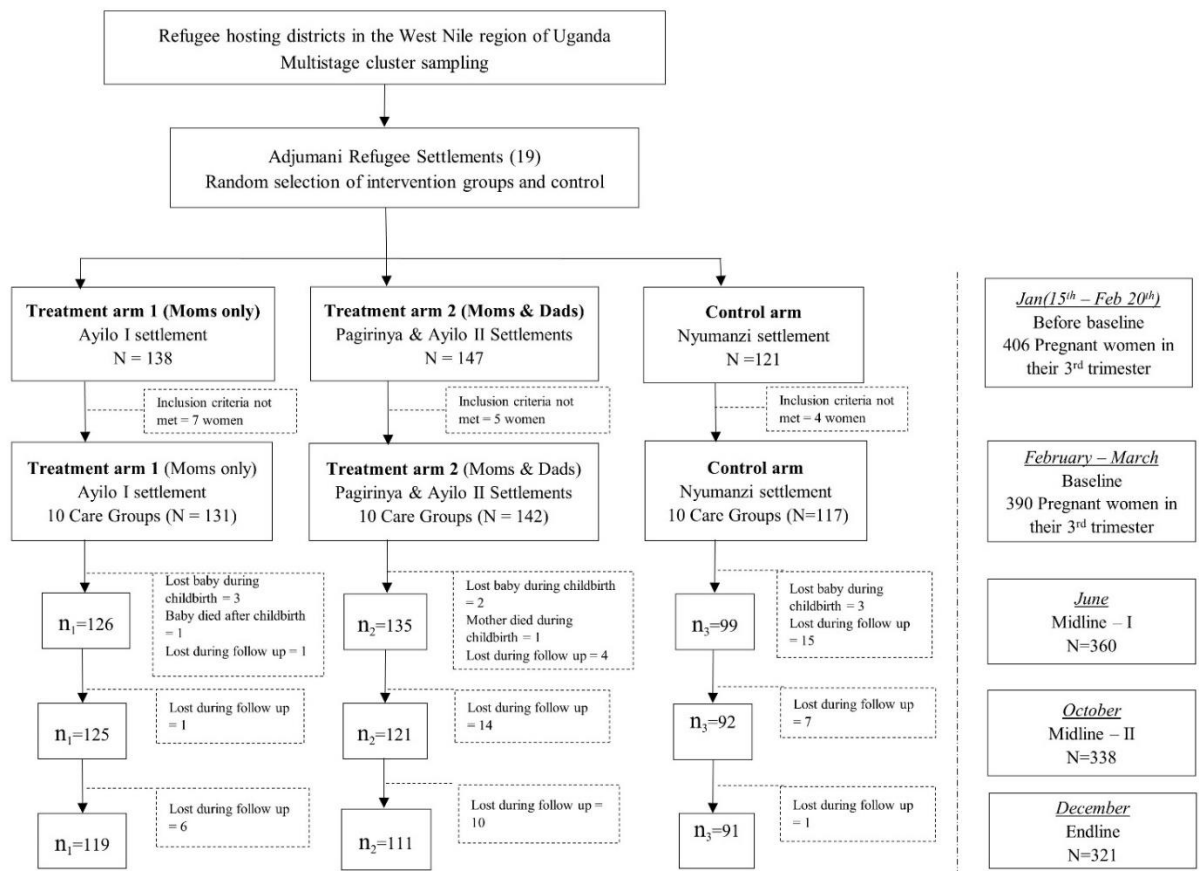 Refugee hosting districts in the West Nile region of Uganda
Multistage cluster sampling
Adjumani Refugee Settlements (19)
Random selection of intervention groups and control
Treatment arm 1 (Moms only)
Ayilo I settlement
N = 138
Treatment arm 2 (Moms & Dads)
Pagirinya & Ayilo II Settlements
N = 147
Control arm
Nyumanzi settlement
N =121
Jan(15th – Feb 20th)
Before baseline
406 Pregnant women in
their 3rd trimester
Inclusion criteria not
met = 7 women
Inclusion criteria not
met = 5 women
Inclusion criteria not
met = 4 women
Treatment arm 1 (Moms only)
Ayilo I settlement
10 Care Groups (N = 131)
Treatment arm 2 (Moms & Dads)
Pagirinya & Ayilo II Settlements
10 Care Groups (N = 142)
Control arm
Nyumanzi settlement
10 Care Groups (N=117)
February – March
Baseline
390 Pregnant women in
their 3rd trimester
Lost baby during
childbirth = 3
Baby died after childbirth
= 1
Lost during follow up = 1
Lost baby during childbirth
= 2
Mother died during
childbirth = 1
Lost during follow up = 4
Lost baby during
childbirth = 3
Lost during follow up
= 15
n1=126
n2=135
n3=99
June
Midline – I
N=360
Lost during follow up
= 1
Lost during follow up
= 14
Lost during follow up
= 7
n1=125
n2=121
n3=92
October
Midline – II
N=338
Lost during follow up
= 6
Lost during follow up =
10
Lost during follow up
= 1
n1=119
n2=111
n3=91
December
Endline
N=321